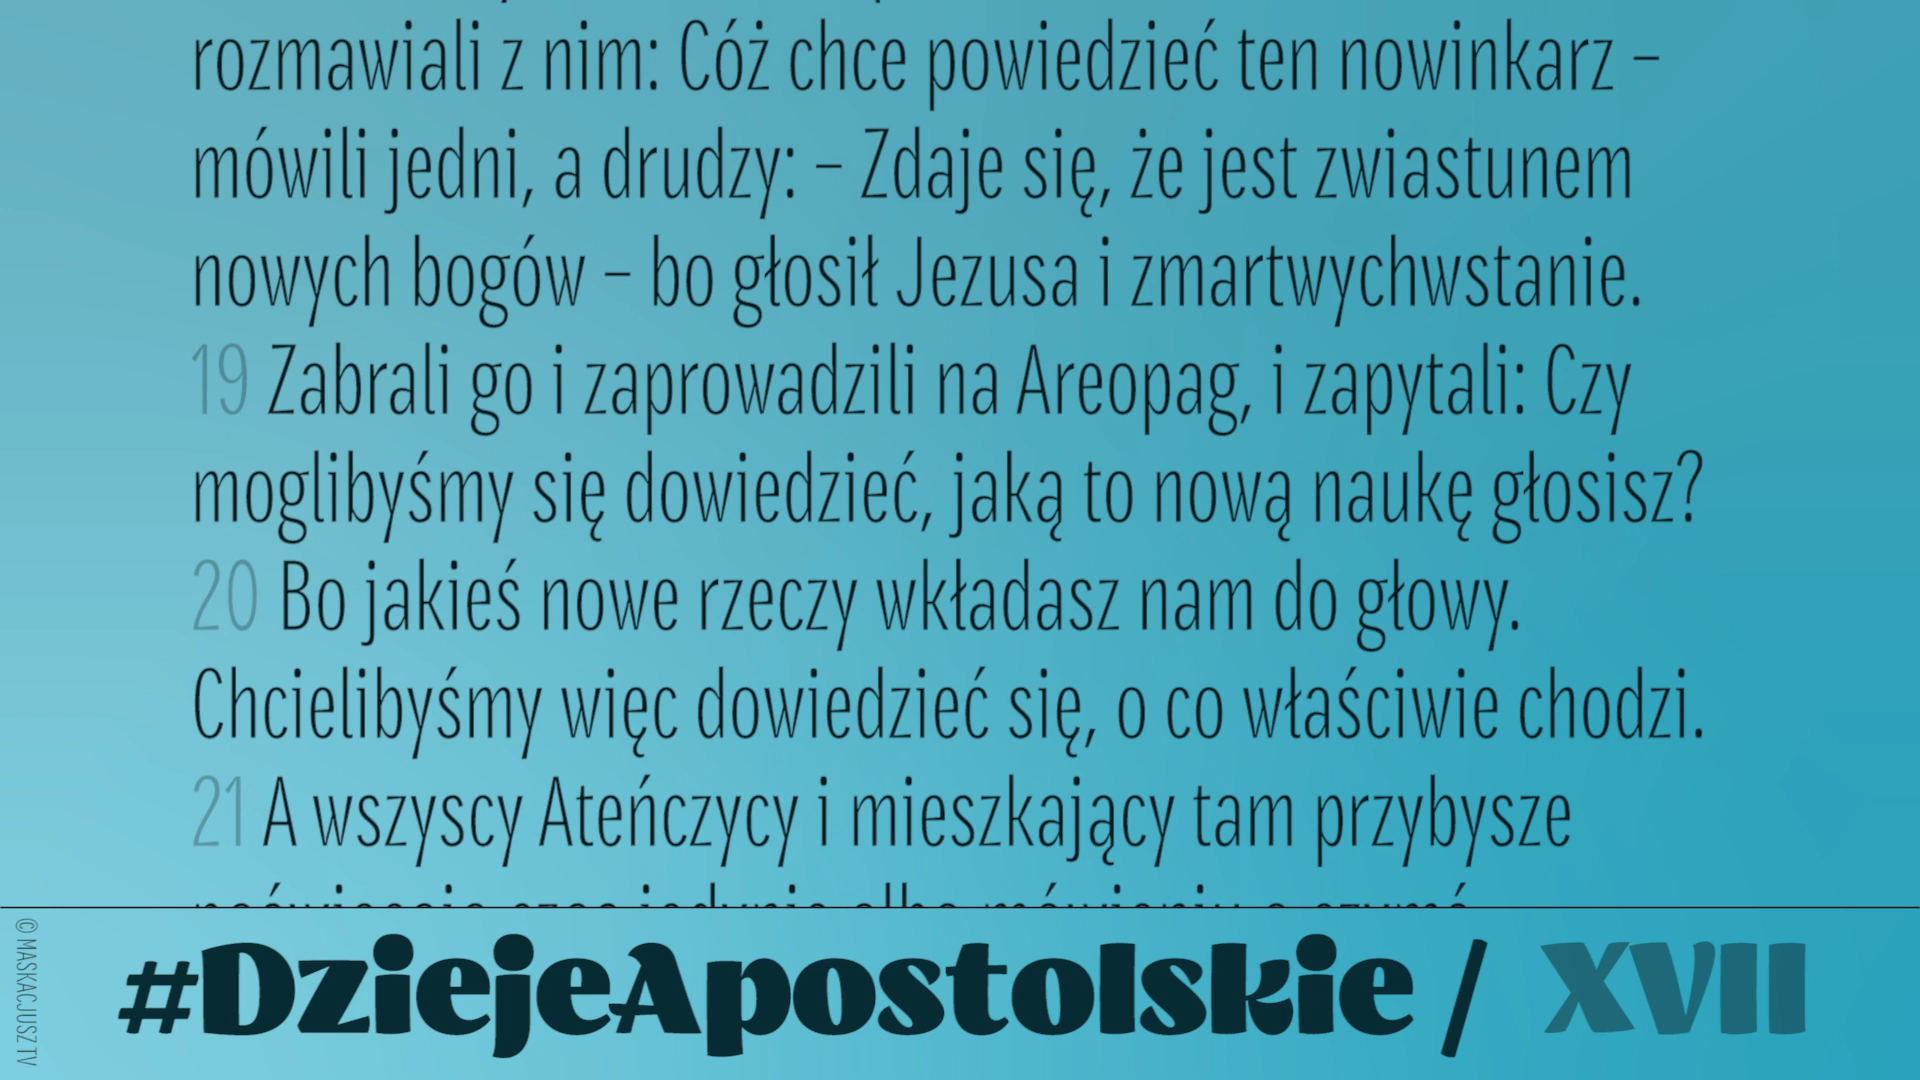 rozmawiali z nim: Cóż chce powiedzieć ten nowinkarz –
mówili jedni, a drudzy: – Zdaje się, że jest zwiastunem
nowych bogów – bo głosił Jezusa i zmartwychwstanie.
19 Zabrali go i zaprowadzili na Areopag, i zapytali: Czy
moglibyśmy się dowiedzieć, jaką to nową naukę głosisz?
20 Bo jakieś nowe rzeczy wkładasz nam do głowy.
Chcielibyśmy więc dowiedzieć się, o co właściwie chodzi.
21 A wszyscy Ateńczycy i mieszkający tam przybysze
#DziejeApostolskie / XVII
© MASKACJUSZ TV